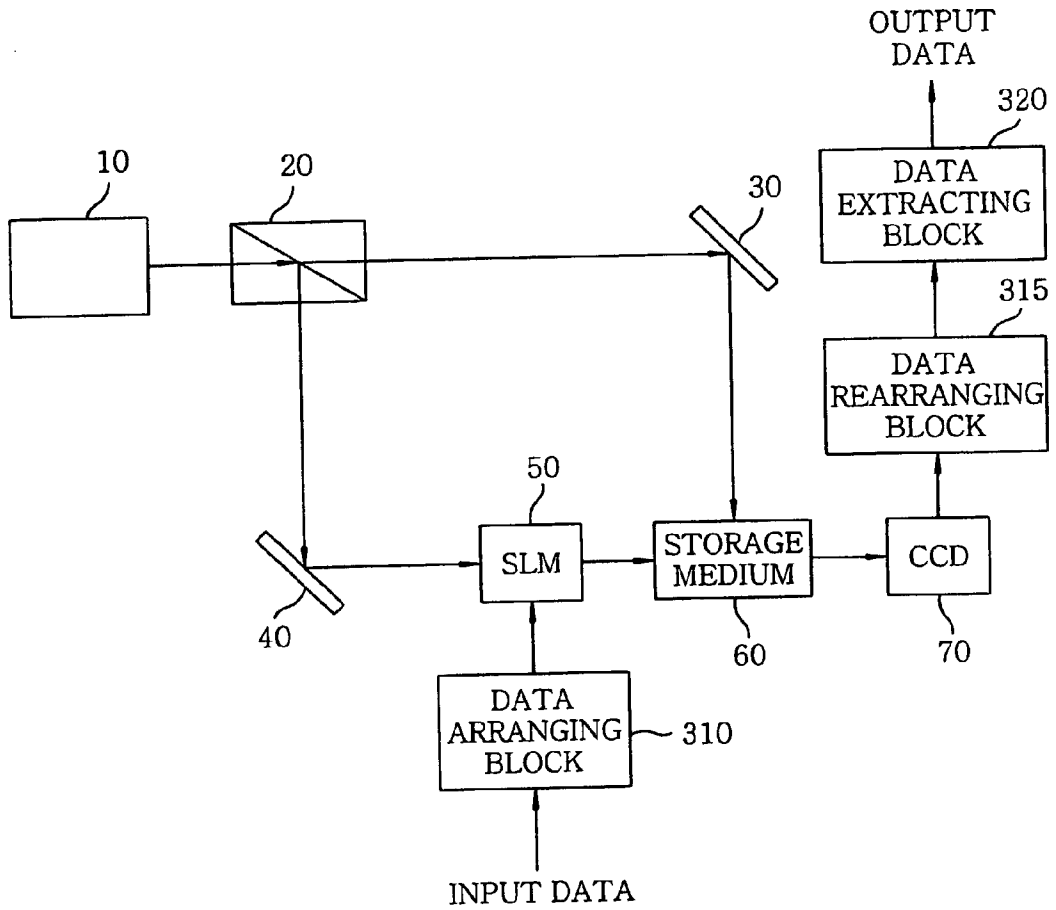 OUTPUT
DATA
320
DATA
EXTRACTING
BLOCK
10
20
30
315
DATA
REARRANGING
BLOCK
50
SLM
STORAGE
MEDIUM
CCD
40
60
70
DATA
ARRANGING
BLOCK
310
INPUT DATA